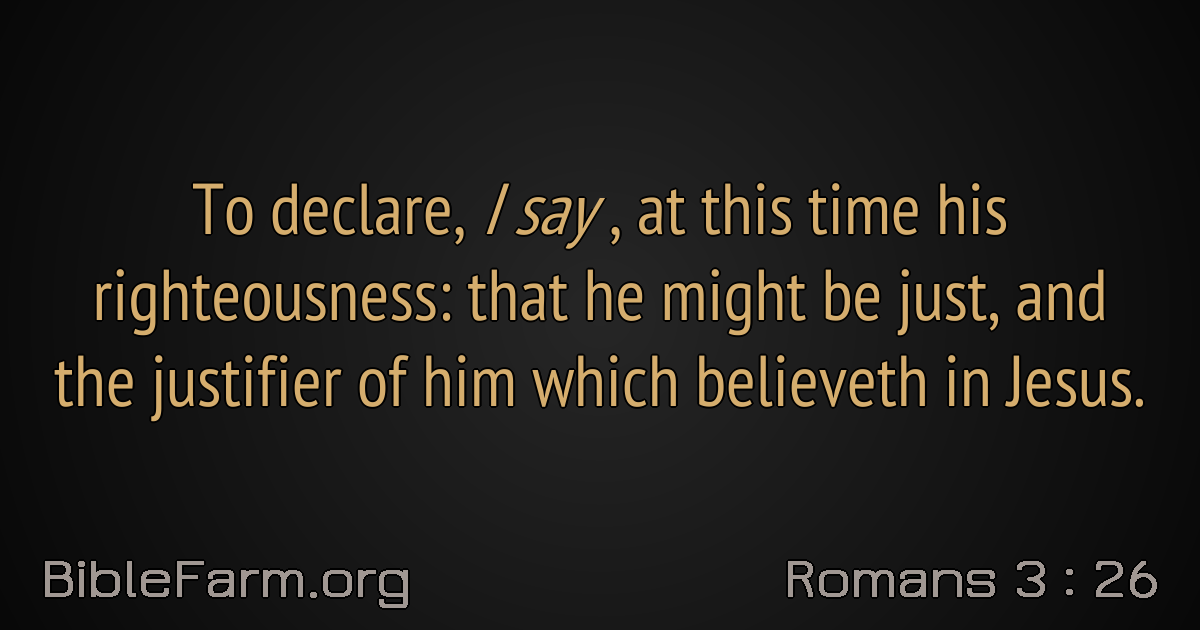 To declare, I say , at this time his
righteousness: that he might be just, and
the justifier of him which believeth in Jesus.
BibleFarm.org
Romans 3 : 26